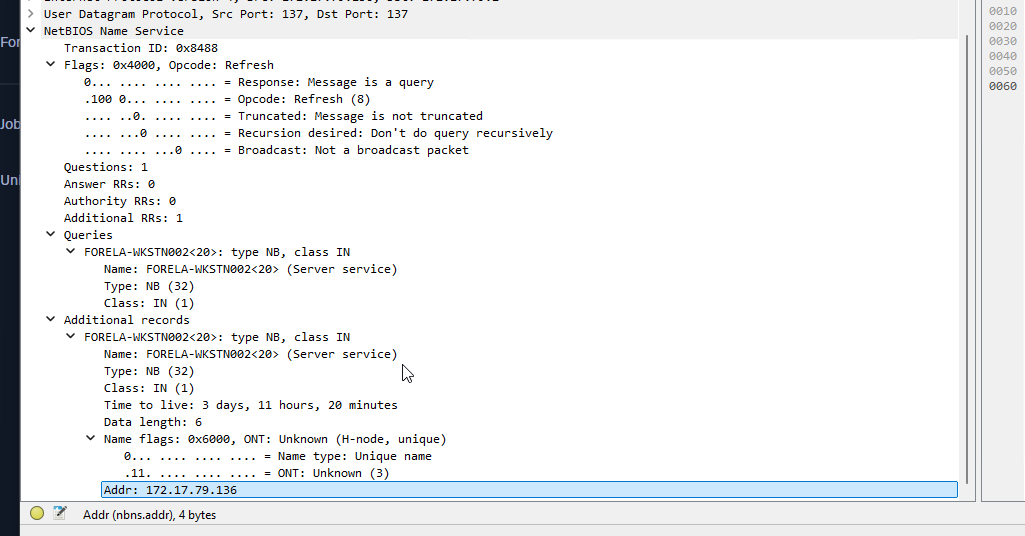 User Datagram Protocol, Src Port: 137, Dst Port: 137
NetBIOS Name Service
Transaction ID: 0x8488
Flags: 0x4000, Opcode: Refresh
0... .... .... .... = Response: Message is a query
.100 0... .... .... = Opcode: Refresh (8)
.... ..0. .... .... = Truncated: Message is not truncated
.... ...0 .... .... = Recursion desired: Don't do query recursively
.... .... ...0 .... = Broadcast: Not a broadcast packet
Questions: 1
Answer RRs: 0
Authority RRs: 0
Additional RRs: 1
Queries
FORELA-WKSTN002<20>: type NB, class IN
Name: FORELA-WKSTN002<20> (Server service)
Type: NB (32)
Class: IN (1)
Additional records
FORELA-WKSTN002<20>: type NB, class IN
Name: FORELA-WKSTN002<20> (Server service)
Type: NB (32)
Class: IN (1)
Time to live: 3 days, 11 hours, 20 minutes
Data length: 6
Name flags: 0x6000, ONT: Unknown (H-node, unique)
0... .... .... .... = Name type: Unique name
.11. .... .... .... = ONT: Unknown (3)
Addr: 172.17.79.136
Addr (nbns.addr), 4 bytes
For
Job
Uni
0010
0020
0030
0040
0050
0060